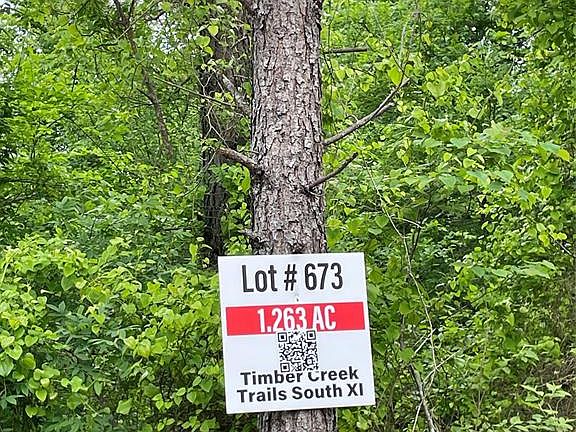 Lot # 673
1.263 AC
Timber Creek
Trails South XI